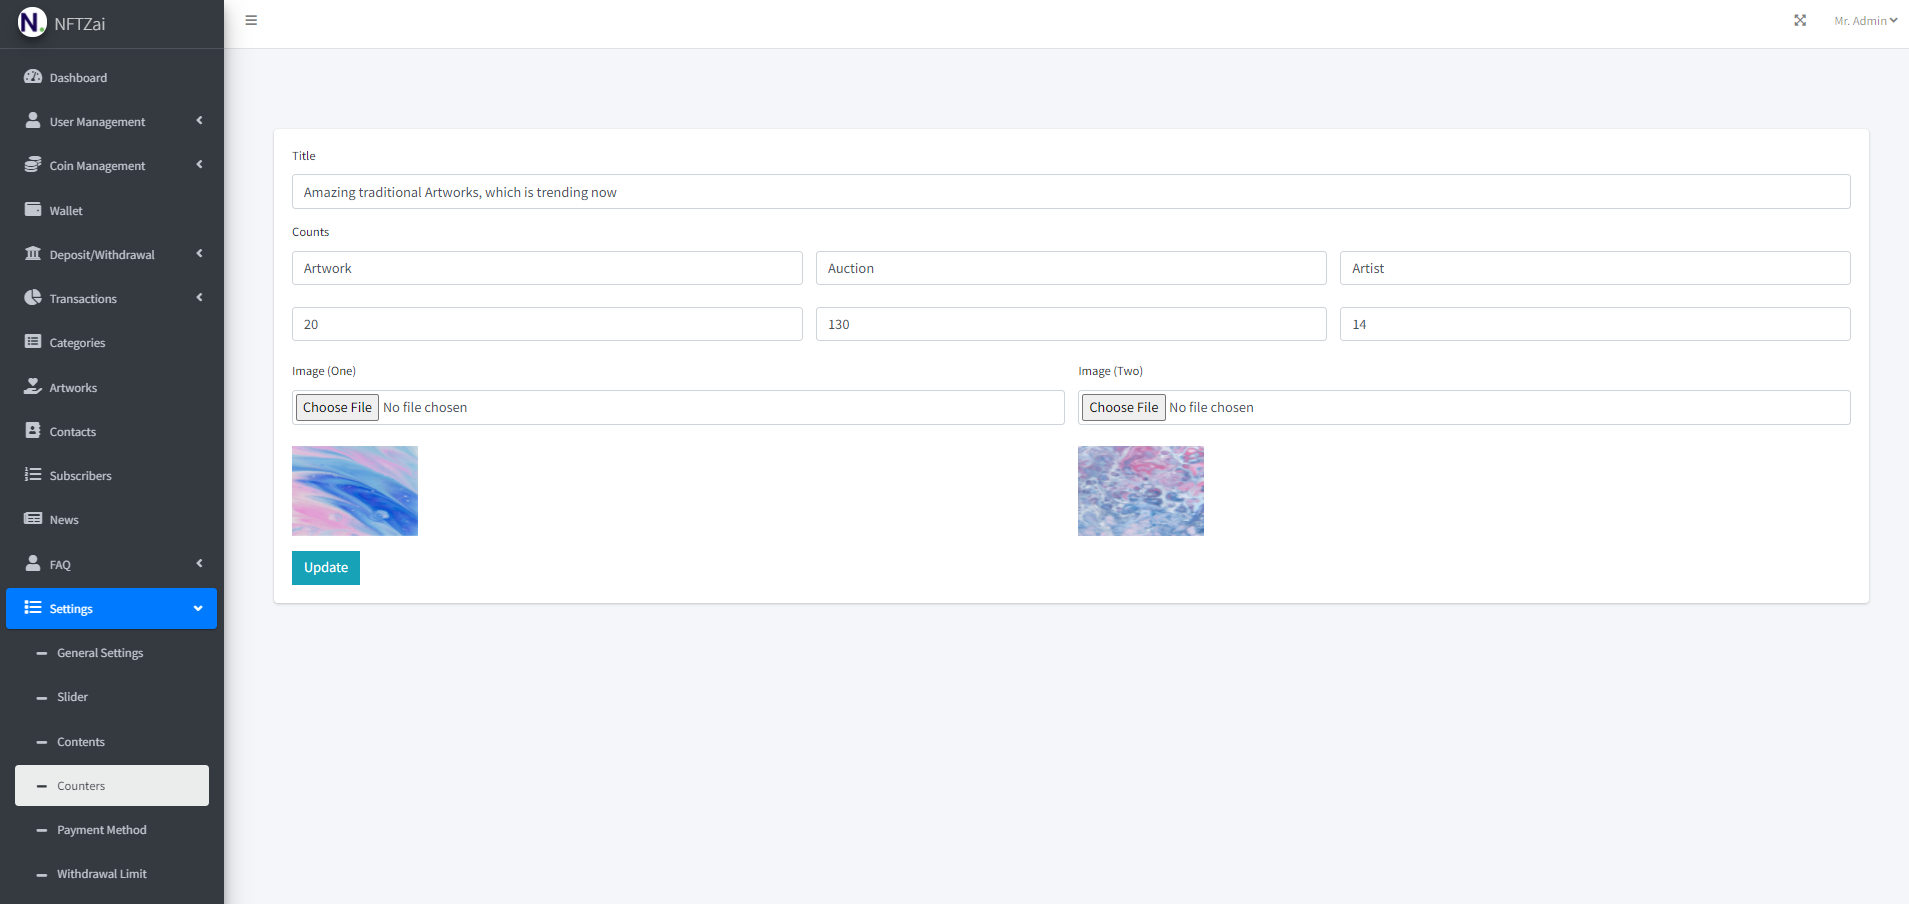 N.
NFTZai
Mr. Admin
Dashboard
User Management
Coin Management
Wallet
Deposit/Withdrawal
Transactions
Categories
Artworks
Contacts
Subscribers
News
FAQ
Settings
General Settings
Slider
Contents
Counters
Payment Method
Withdrawal Limit
Title
Amazing traditional Artworks, which is trending now
Counts
Artwork
Auction
Artist
20
130
14
Image (One)
Image (Two)
Choose File No file chosen
Choose File No file chosen
Update